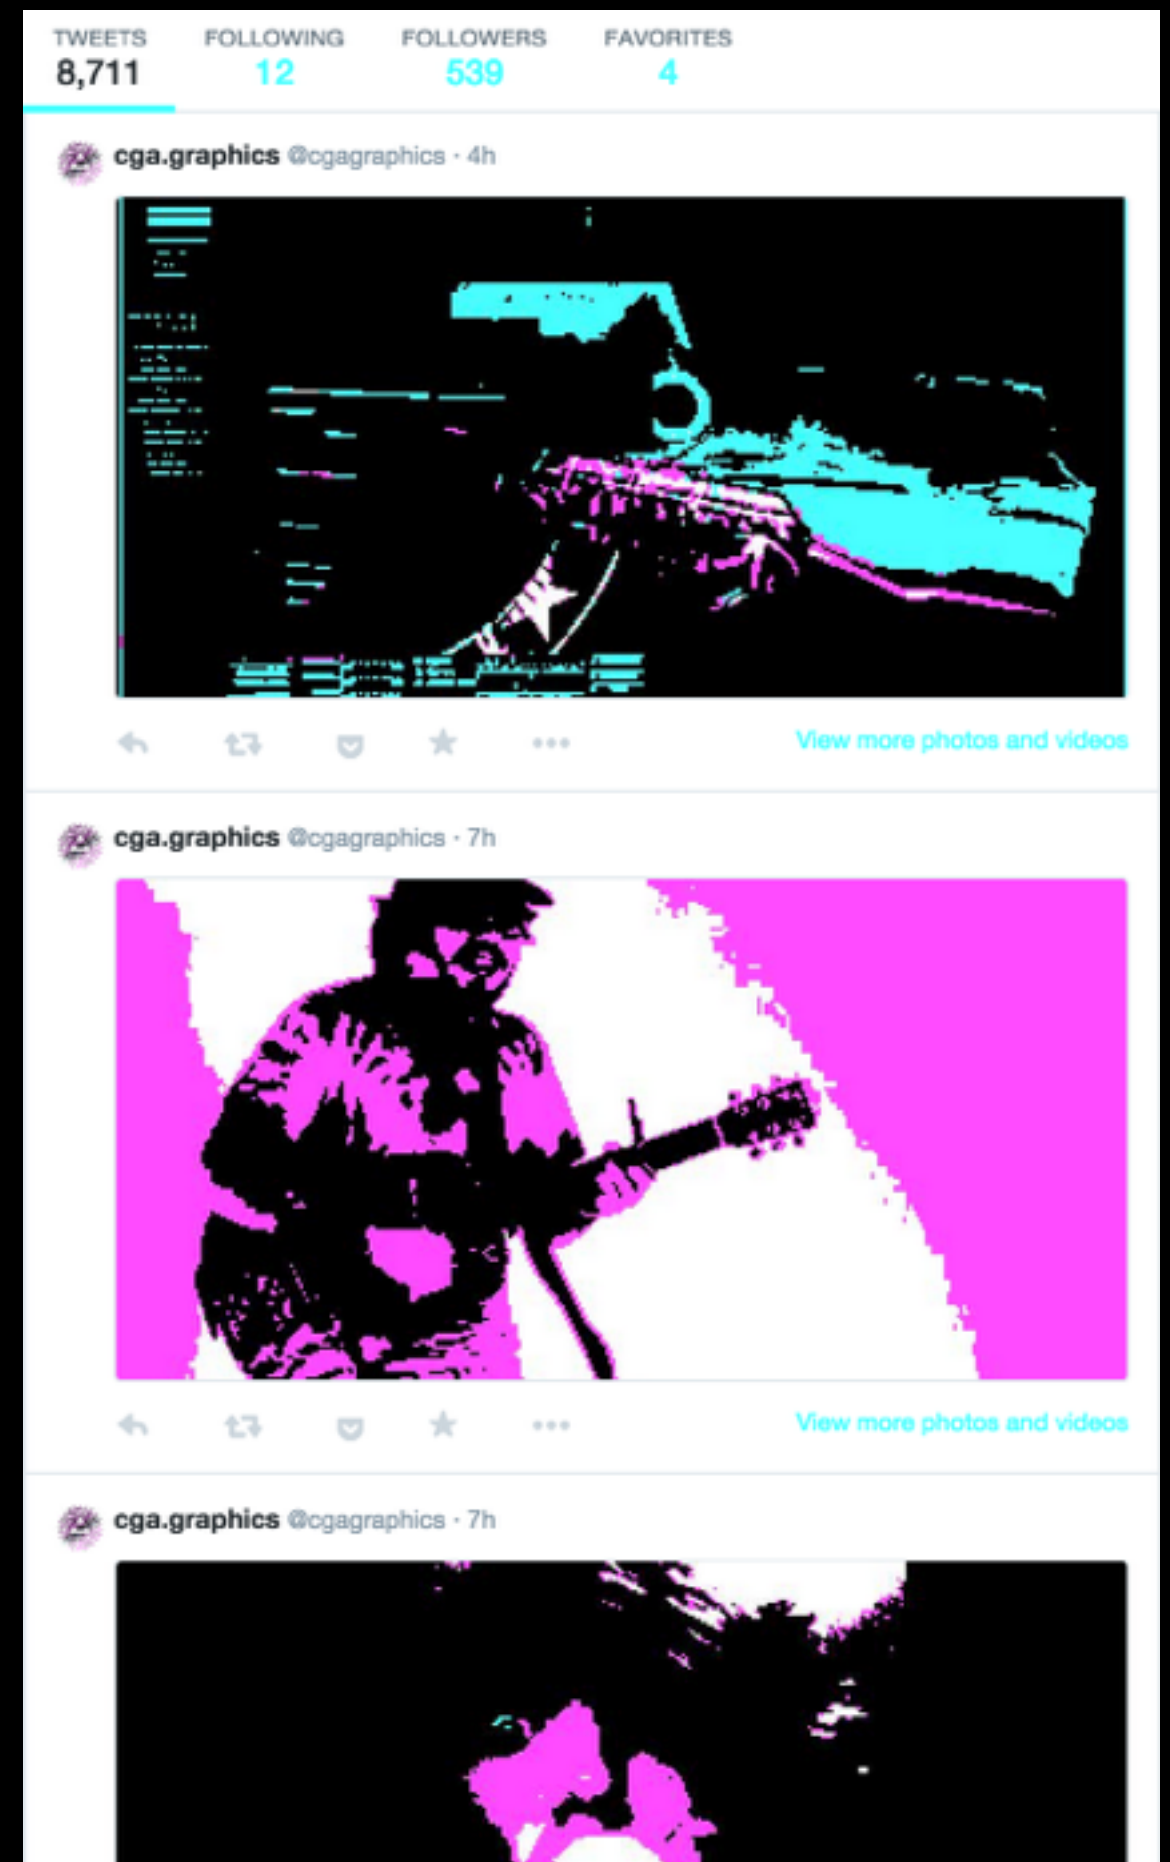 TWEETS FOLLOWING FOLLOWERS FAVORITES
8,711 12 539 4
cga.graphics @cgagraphics · 4h
View more photos and videos
cga.graphics @cgagraphics · 7h
View more photos and videos
cga.graphics @cgagraphics · 7h